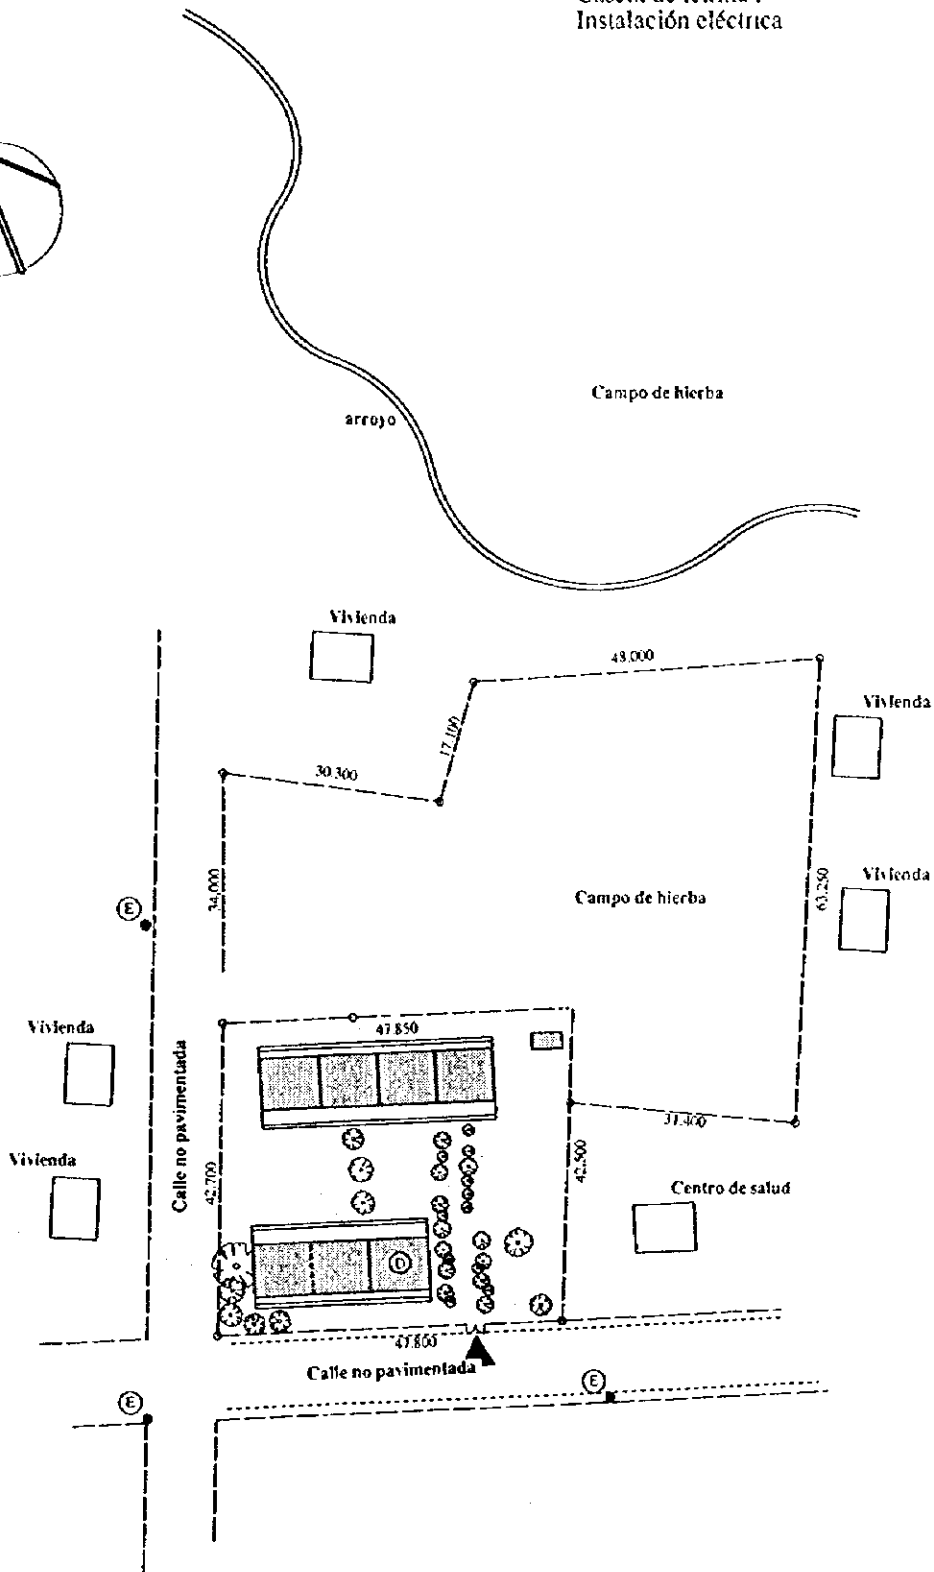 Instalación eléctrica
Campo de hierba
arroyo
Vivienda
48.000
Vivienda
17.100
30.300
34.000
Campo de hierba
63.250
Vivienda
E
Vivienda
47.850
Calle no pavimentada
31.400
Vivienda
42.700
42.500
Centro de salud
D
47.800
Calle no pavimentada
E
E